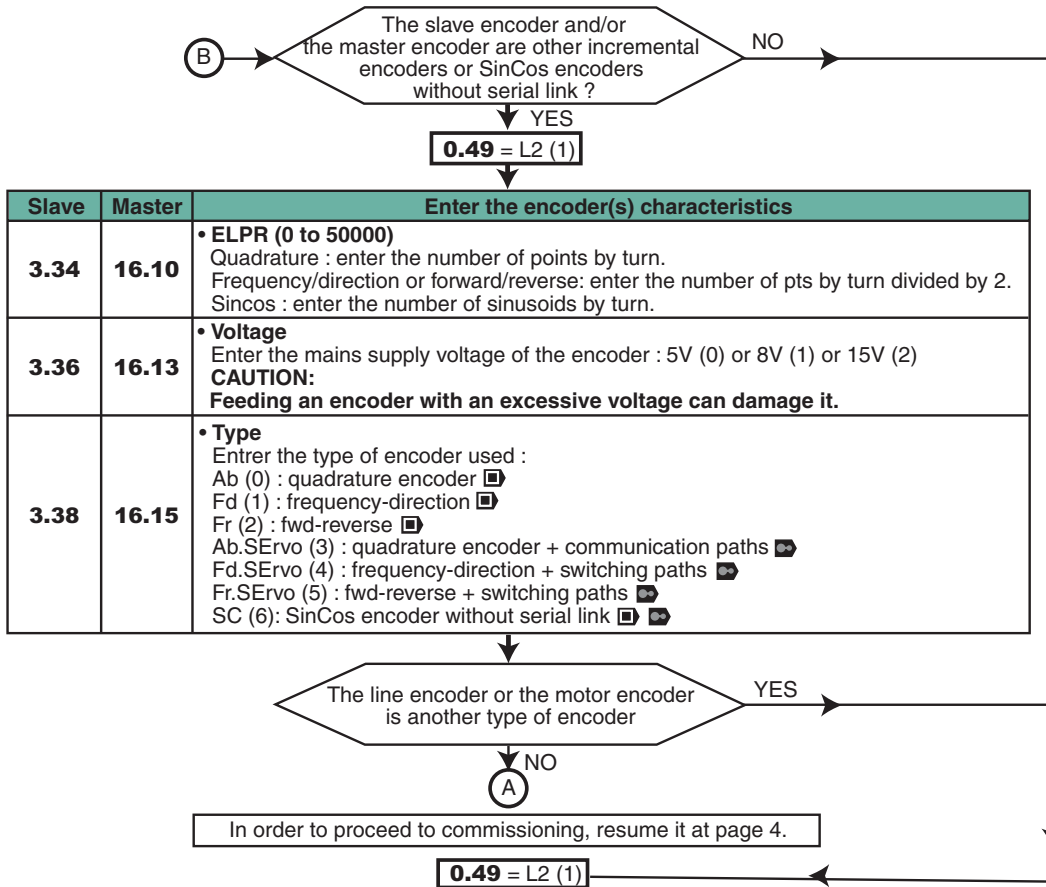 The slave encoder and/or
the master encoder are other incremental
encoders or SinCos encoders
without serial link ?
B
NO
YES
0.49 = L2 (1)
Slave Master Enter the encoder(s) characteristics
3.34 16.10
• ELPR (0 to 50000)
Quadrature : enter the number of points by turn.
Frequency/direction or forward/reverse: enter the number of pts by turn divided by 2.
Sincos : enter the number of sinusoids by turn.
3.36 16.13
• Voltage
Enter the mains supply voltage of the encoder : 5V (0) or 8V (1) or 15V (2)
CAUTION:
Feeding an encoder with an excessive voltage can damage it.
3.38 16.15
• Type
Entrer the type of encoder used :
Ab (0) : quadrature encoder
Fd (1) : frequency-direction
Fr (2) : fwd-reverse
Ab.SErvo (3) : quadrature encoder + communication paths
Fd.SErvo (4) : frequency-direction + switching paths
Fr.SErvo (5) : fwd-reverse + switching paths
SC (6): SinCos encoder without serial link
The line encoder or the motor encoder
is another type of encoder
YES
NO
A
In order to proceed to commissioning, resume it at page 4.
0.49 = L2 (1)